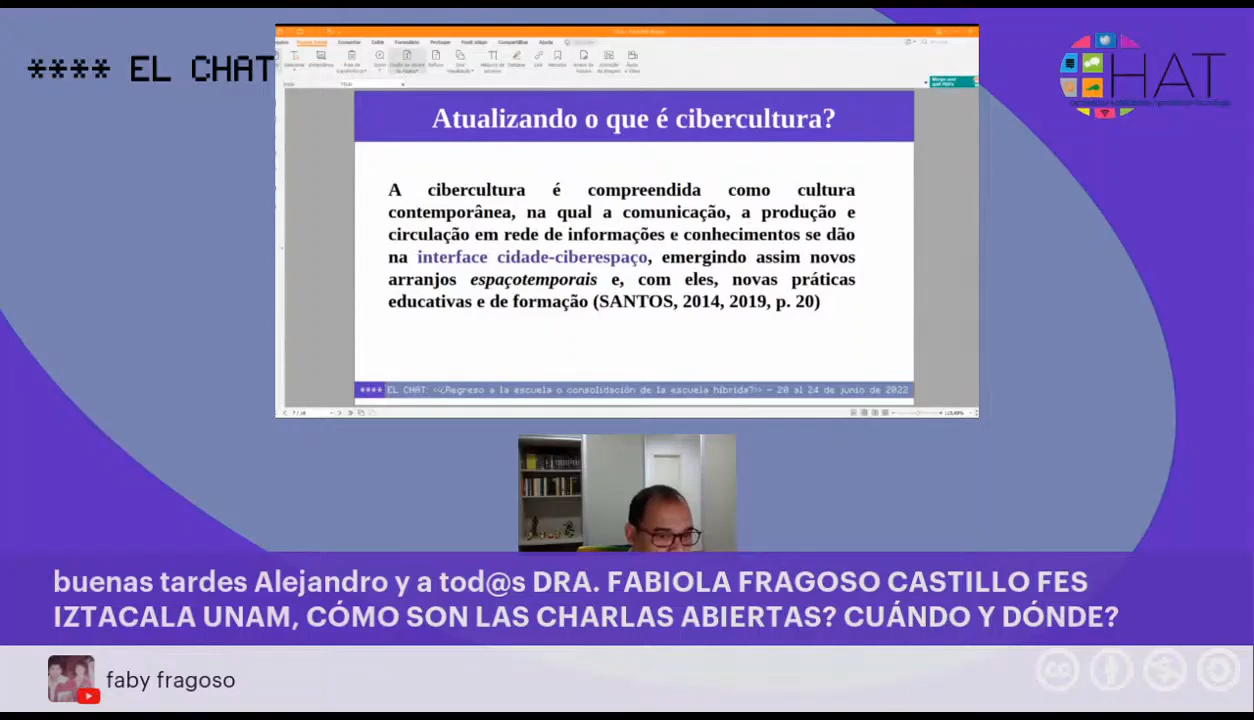 **** EL CHAT
HAT
Atualizando o que é cibercultura?
A cibercultura é compreendida como cultura
contemporânea, na qual a comunicação, a produção e
circulação em rede de informações e conhecimentos se dão
na interface cidade-ciberespaço, emergindo assim novos
arranjos espaçotemporais e, com eles, novas práticas
educativas e de formação (SANTOS, 2014, 2019, p. 20)
**** EL CHAT: <<¿Regreso a la escuela o consolidación de la escuela híbrida?>> - 20 al 24 de junio de 2022
buenas tardes Alejandro y a tod@s DRA. FABIOLA FRAGOSO CASTILLO FES
IZTACALA UNAM, CÓMO SON LAS CHARLAS ABIERTAS? CUÁNDO Y DÓNDE?
faby fragoso